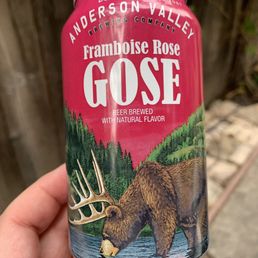 ANDERSON VALLEY
BREWING COMPANY
Framboise Rose
GOSE
BEER BREWED
WITH NATURAL FLAVOR